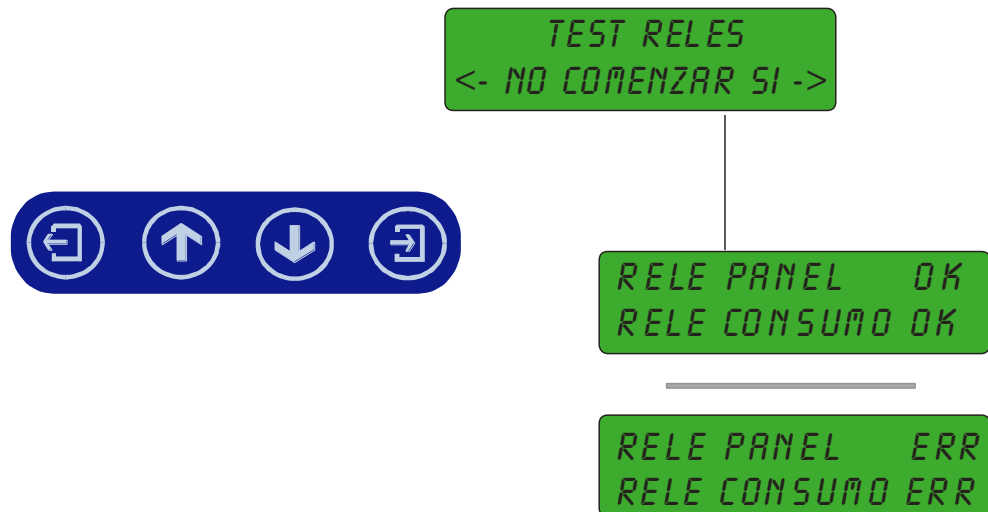 TEST RELES
<- NO COMENZAR SI ->
RELE PANEL OK
RELE CONSUMO OK
RELE PANEL ERR
RELE CONSUMO ERR